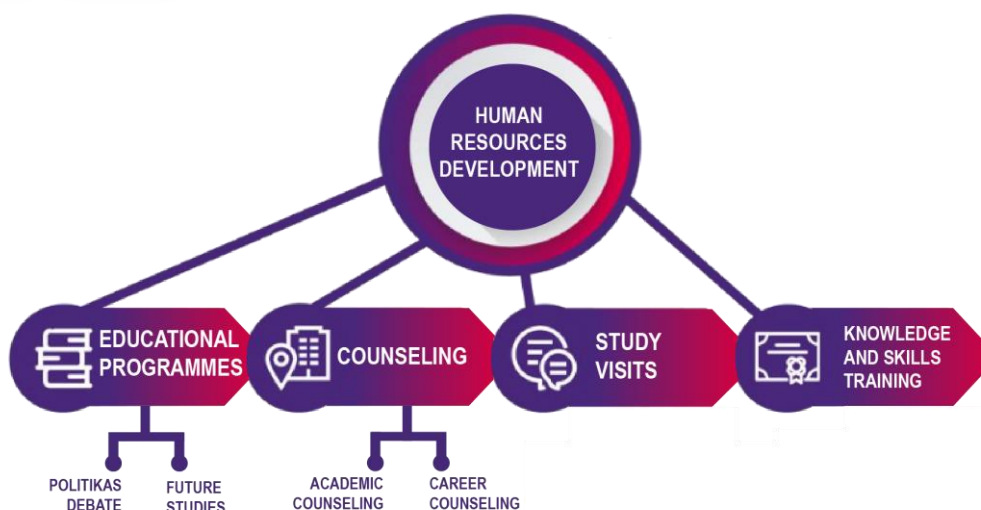 HUMAN
RESOURCES
DEVELOPMENT
EDUCATIONAL
PROGRAMMES
COUNSELING
STUDY
VISITS
KNOWLEDGE
AND SKILLS
TRAINING
POLITIKAS
DEBATE
FUTURE
STUDIES
ACADEMIC
COUNSELING
CAREER
COUNSELING